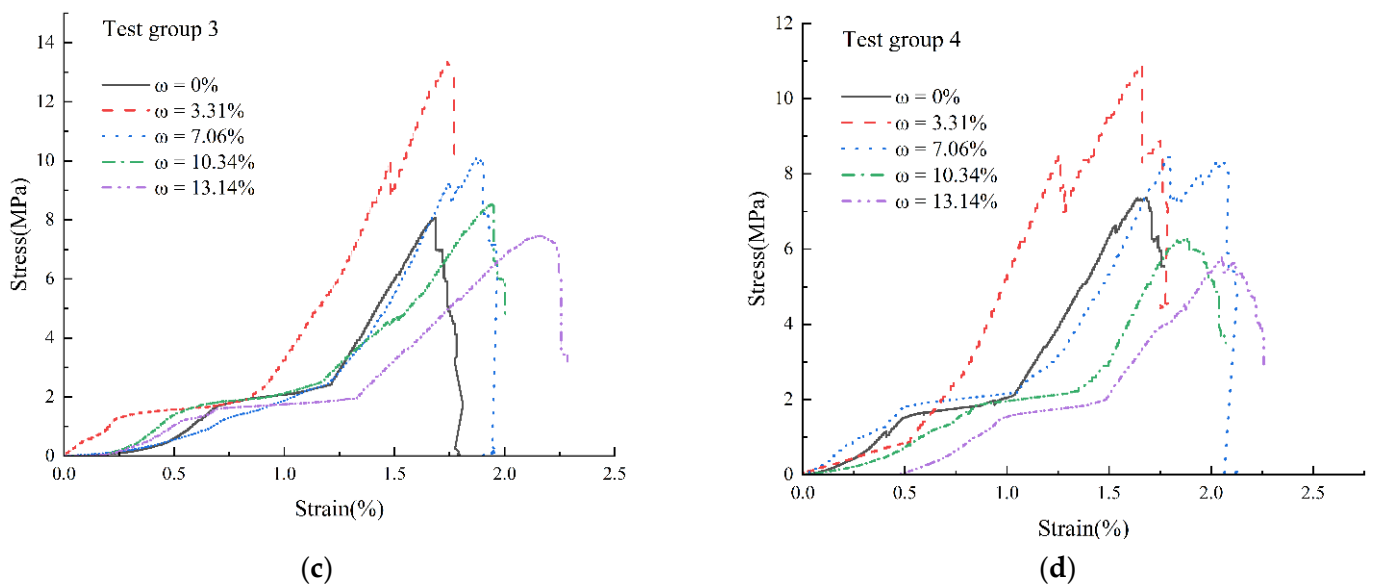 Test group 3
ω = 0%
ω = 3.31%
ω = 7.06%
ω = 10.34%
ω = 13.14%
14
12
10
8
6
4
2
0
Stress(MPa)
0.0
0.5
1.0
1.5
2.0
2.5
Strain(%)
(c)
Test group 4
ω = 0%
ω = 3.31%
ω = 7.06%
ω = 10.34%
ω = 13.14%
12
10
8
6
4
2
0
Stress(MPa)
0.0
0.5
1.0
1.5
2.0
2.5
Strain(%)
(d)